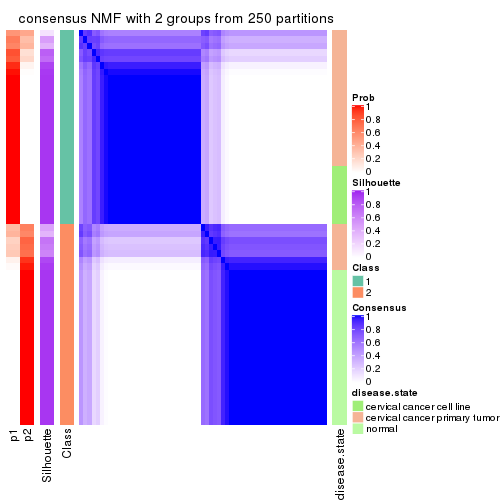 consensus NMF with 2 groups from 250 partitions
Prob
1
0.8
0.6
0.4
0.2
0
Silhouette
1
0.8
0.6
0.4
0.2
0
Class
1
2
Consensus
1
0.8
0.6
0.4
0.2
0
disease.state
cervical cancer cell line
cervical cancer primary tumor
normal
p1
p2
Silhouette
Class
disease.state